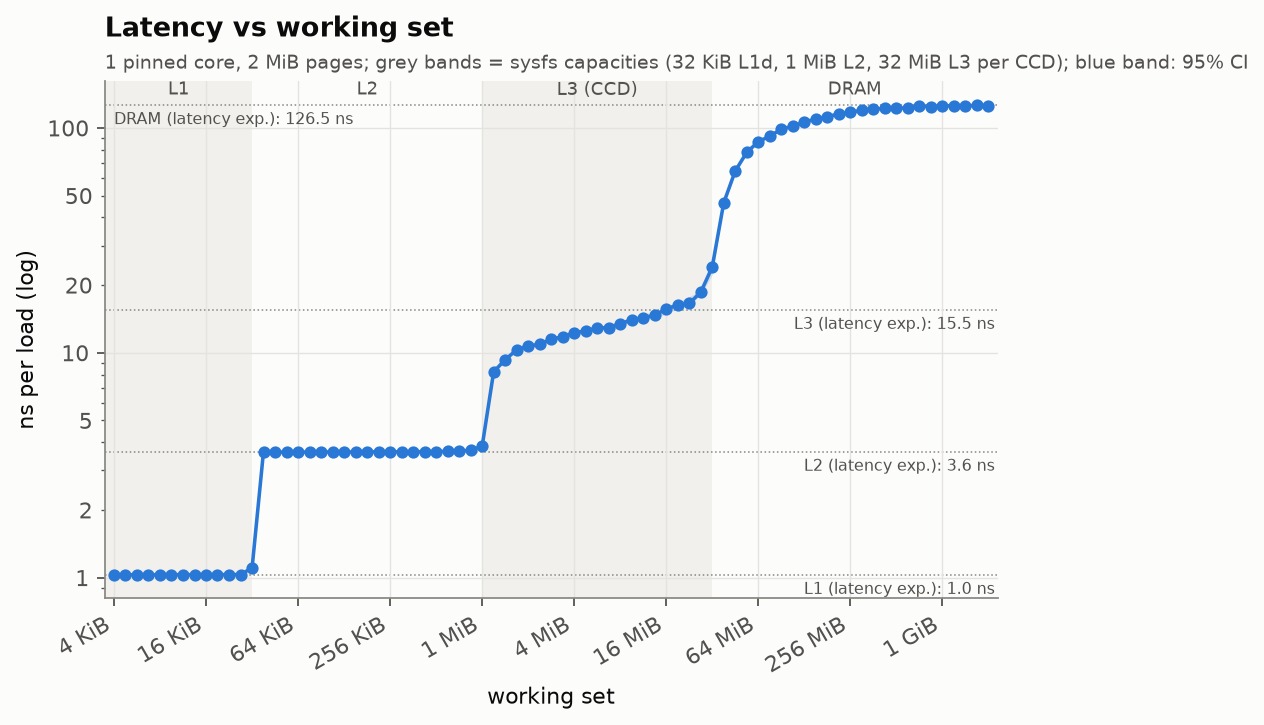 Latency vs working set
1 pinned core, 2 MiB pages; grey bands = sysfs capacities (32 KiB L1d, 1 MiB L2, 32 MiB L3 per CCD); blue band: 95% CI
L1
L2
L3 (CCD)
DRAM
DRAM (latency exp.): 126.5 ns
L3 (latency exp.): 15.5 ns
L2 (latency exp.): 3.6 ns
L1 (latency exp.): 1.0 ns
ns per load (log)
100
50
20
10
5
2
1
4 KiB
16 KiB
64 KiB
256 KiB
1 MiB
4 MiB
16 MiB
64 MiB
256 MiB
1 GiB
working set